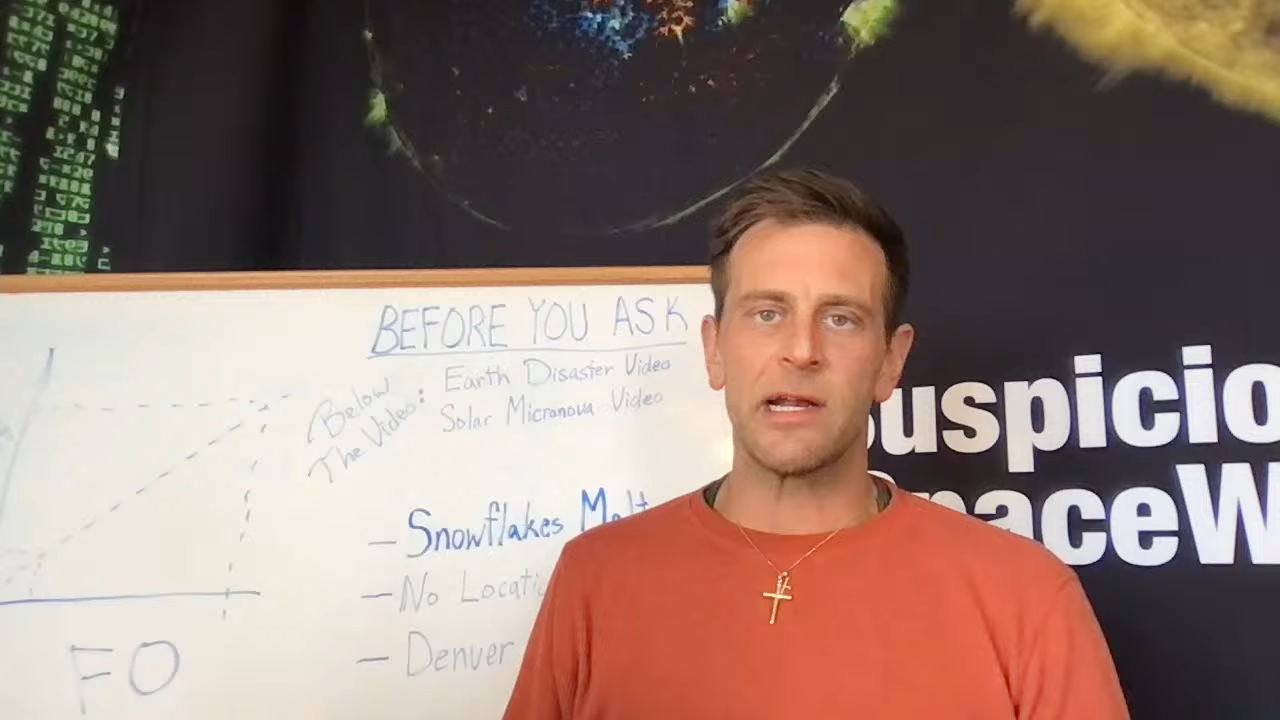 BEFORE YOU ASK
Below
The Video:
Earth Disaster Video
Solar Micronova Video
– Snowflakes Melt
– No Locatio
– Denver
FO
uspicio
paceW